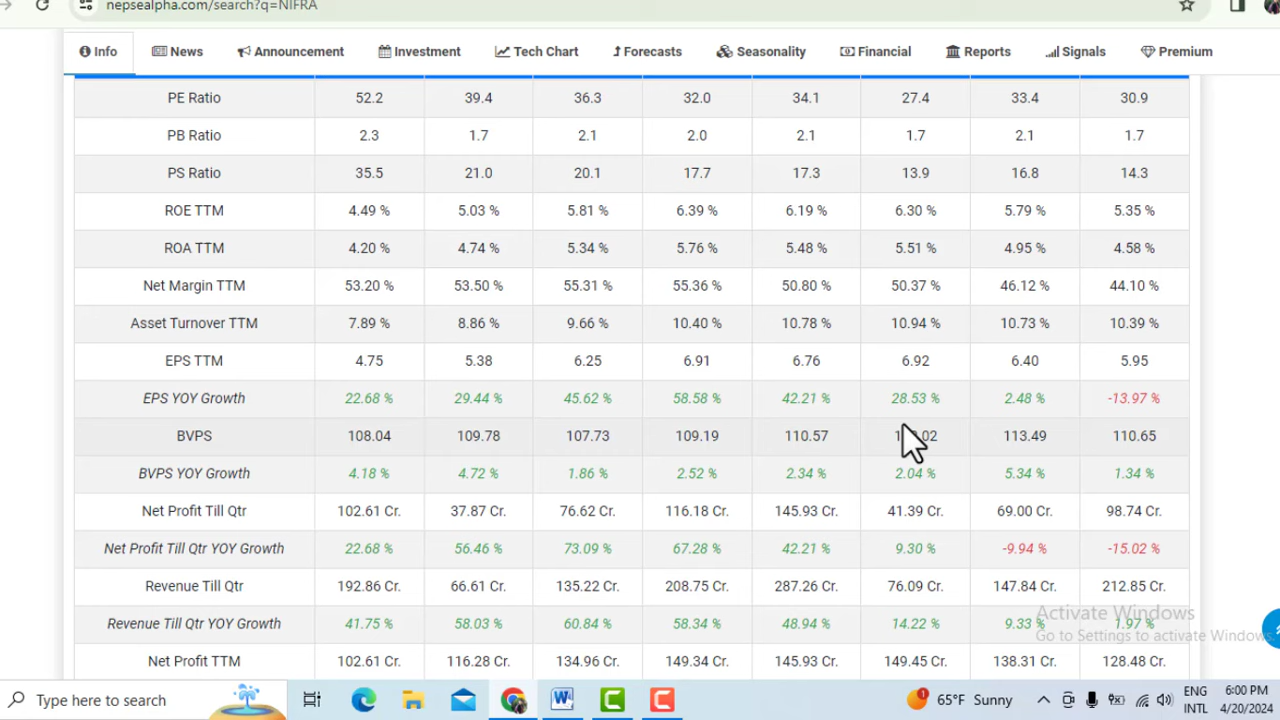 nepsealpha.com/search?q=NIFRA
Info News Announcement Investment Tech Chart Forecasts Seasonality Financial Reports Signals Premium
PE Ratio 52.2 39.4 36.3 32.0 34.1 27.4 33.4 30.9
PB Ratio 2.3 1.7 2.1 2.0 2.1 1.7 2.1 1.7
PS Ratio 35.5 21.0 20.1 17.7 17.3 13.9 16.8 14.3
ROE TTM 4.49 % 5.03 % 5.81 % 6.39 % 6.19 % 6.30 % 5.79 % 5.35 %
ROA TTM 4.20 % 4.74 % 5.34 % 5.76 % 5.48 % 5.51 % 4.95 % 4.58 %
Net Margin TTM 53.20 % 53.50 % 55.31 % 55.36 % 50.80 % 50.37 % 46.12 % 44.10 %
Asset Turnover TTM 7.89 % 8.86 % 9.66 % 10.40 % 10.78 % 10.94 % 10.73 % 10.39 %
EPS TTM 4.75 5.38 6.25 6.91 6.76 6.92 6.40 5.95
EPS YOY Growth 22.68 % 29.44 % 45.62 % 58.58 % 42.21 % 28.53 % 2.48 % -13.97 %
BVPS 108.04 109.78 107.73 109.19 110.57 113.49 110.65
BVPS YOY Growth 4.18 % 4.72 % 1.86 % 2.52 % 2.34 % 2.04 % 5.34 % 1.34 %
Net Profit Till Qtr 102.61 Cr. 37.87 Cr. 76.62 Cr. 116.18 Cr. 145.93 Cr. 41.39 Cr. 69.00 Cr. 98.74 Cr.
Net Profit Till Qtr YOY Growth 22.68 % 56.46 % 73.09 % 67.28 % 42.21 % 9.30 % -9.94 % -15.02 %
Revenue Till Qtr 192.86 Cr. 66.61 Cr. 135.22 Cr. 208.75 Cr. 287.26 Cr. 76.09 Cr. 147.84 Cr. 212.85 Cr.
Revenue Till Qtr YOY Growth 41.75 % 58.03 % 60.84 % 58.34 % 48.94 % 14.22 % 9.33 % 1.97 %
Activate Windows
Go to Settings to activate Windows.
Net Profit TTM 102.61 Cr. 116.28 Cr. 134.96 Cr. 149.34 Cr. 145.93 Cr. 149.45 Cr. 138.31 Cr. 128.48 Cr.
Type here to search 1 65°F Sunny ENG INTL 6:00 PM 4/20/2024